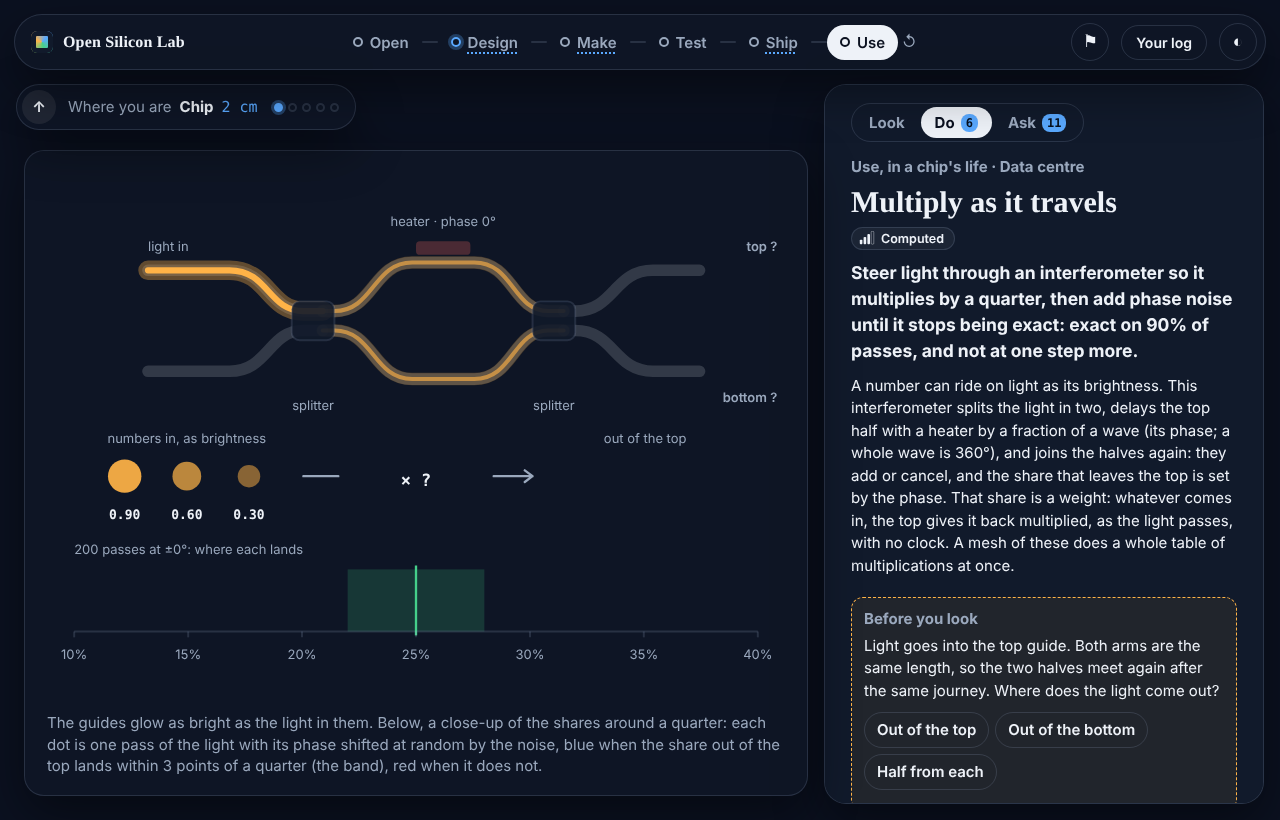 Open Silicon Lab
Open
Design
Make
Test
Ship
Use
Your log
Where you are Chip 2 cm
heater · phase 0°
light in
top ?
splitter
splitter
bottom ?
numbers in, as brightness
out of the top
× ?
0.90 0.60 0.30
200 passes at ±0°: where each lands
10% 15% 20% 25% 30% 35% 40%
The guides glow as bright as the light in them. Below, a close-up of the shares around a quarter: each
dot is one pass of the light with its phase shifted at random by the noise, blue when the share out of the
top lands within 3 points of a quarter (the band), red when it does not.
Look
Do 6
Ask 11
Use, in a chip's life · Data centre
Multiply as it travels
Computed
Steer light through an interferometer so it
multiplies by a quarter, then add phase noise
until it stops being exact: exact on 90% of
passes, and not at one step more.
A number can ride on light as its brightness. This
interferometer splits the light in two, delays the top
half with a heater by a fraction of a wave (its phase; a
whole wave is 360°), and joins the halves again: they
add or cancel, and the share that leaves the top is set
by the phase. That share is a weight: whatever comes
in, the top gives it back multiplied, as the light passes,
with no clock. A mesh of these does a whole table of
multiplications at once.
Before you look
Light goes into the top guide. Both arms are the
same length, so the two halves meet again after
the same journey. Where does the light come out?
Out of the top
Out of the bottom
Half from each